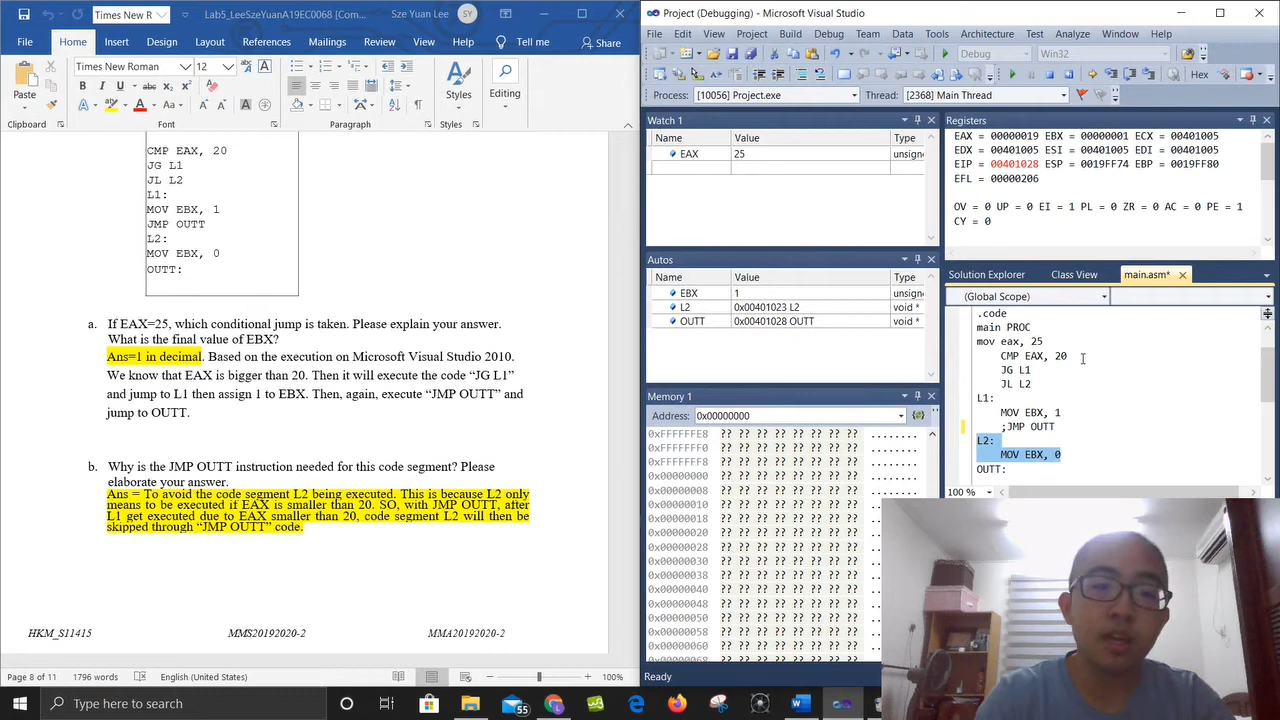 Times New R
Lab5_LeeSzeYuanA19EC0068 [Com...
Sze Yuan Lee
SY
File Home Insert Design Layout References Mailings Review View Help Tell me Share
Paste
Times New Roman
12
Styles
Editing
Clipboard
Font
Paragraph
Styles
CMP EAX, 20
JG L1
JL L2
L1:
MOV EBX, 1
JMP OUTT
L2:
MOV EBX, 0
OUTT:
a. If EAX=25, which conditional jump is taken. Please explain your answer.
What is the final value of EBX?
Ans=1 in decimal. Based on the execution on Microsoft Visual Studio 2010.
We know that EAX is bigger than 20. Then it will execute the code “JG L1”
and jump to L1 then assign 1 to EBX. Then, again, execute “JMP OUTT” and
jump to OUTT.
b. Why is the JMP OUTT instruction needed for this code segment? Please
elaborate your answer.
Ans = To avoid the code segment L2 being executed. This is because L2 only
means to be executed if EAX is smaller than 20. SO, with JMP OUTT, after
L1 get executed due to EAX smaller than 20, code segment L2 will then be
skipped through “JMP OUTT” code.
HKM_S11415 MMS20192020-2 MMA20192020-2
Page 8 of 11 1796 words English (United States) 100%
Project (Debugging) - Microsoft Visual Studio
File Edit View Project Build Debug Team Data Tools
Architecture Test Analyze Window Help
Debug Win32
Hex
Process: [10056] Project.exe Thread: [2368] Main Thread
Watch 1
Name Value Type
EAX 25 unsign
Autos
Name Value Type
EBX 1 unsign
L2 0x00401023 L2 void *
OUTT 0x00401028 OUTT void *
Memory 1
Address: 0x00000000
0xFFFFFFE8 ?? ?? ?? ?? ?? ?? ?? ?? ........
0xFFFFFFF0 ?? ?? ?? ?? ?? ?? ?? ?? ........
0xFFFFFFF8 ?? ?? ?? ?? ?? ?? ?? ?? ........
0x00000000 ?? ?? ?? ?? ?? ?? ?? ?? ........
0x00000008 ?? ?? ?? ?? ?? ?? ?? ?? ........
0x00000010 ?? ?? ?? ?? ?? ?? ?? ?? ..
0x00000018 ?? ?? ?? ?? ?? ?? ?? ?? ..
0x00000020 ?? ?? ?? ?? ?? ?? ?? ?? ..
0x00000028 ?? ?? ?? ?? ?? ?? ?? ?? ..
0x00000030 ?? ?? ?? ?? ?? ?? ?? ?? ..
0x00000038 ?? ?? ?? ?? ?? ?? ?? ?? ..
0x00000040 ?? ?? ?? ?? ?? ?? ?? ?? ..
0x00000048 ?? ?? ?? ?? ?? ?? ?? ?? ..
0x00000050 ?? ?? ?? ?? ?? ?? ?? ?? ..
0x00000058 ?? ?? ?? ?? ?? ?? ?? ?? ..
0x00000060 ?? ?? ?? ?? ?? ?? ?? ?? ..
0x00000068 ?? ?? ?? ?? ?? ?? ?? ?? ..
Ready
Registers
EAX = 00000019 EBX = 00000001 ECX = 00401005
EDX = 00401005 ESI = 00401005 EDI = 00401005
EIP = 00401028 ESP = 0019FF74 EBP = 0019FF80
EFL = 00000206
OV = 0 UP = 0 EI = 1 PL = 0 ZR = 0 AC = 0 PE = 1
CY = 0
Solution Explorer Class View main.asm*
(Global Scope)
.code
main PROC
mov eax, 25
CMP EAX, 20
JG L1
JL L2
L1:
MOV EBX, 1
;JMP OUTT
L2:
MOV EBX, 0
OUTT:
100 %
Type here to search
55